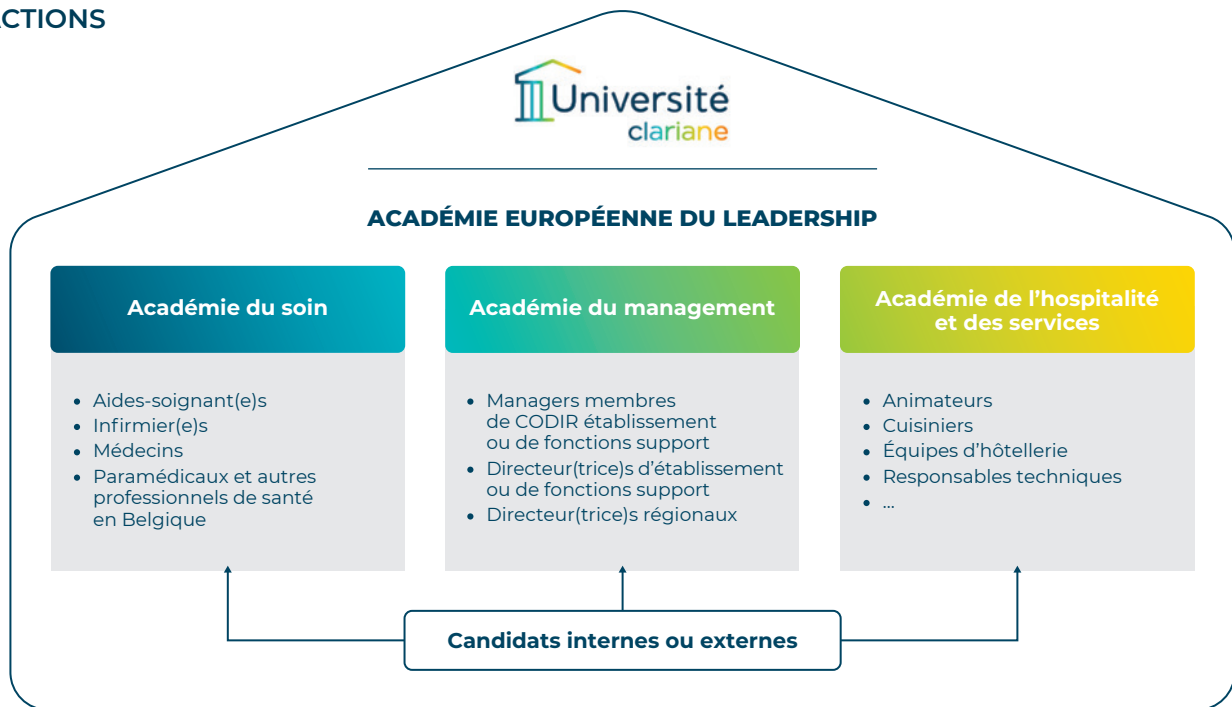 ACTIONS
Université
clariane
ACADÉMIE EUROPÉENNE DU LEADERSHIP
Académie du soin
• Aides-soignant(e)s
• Infirmier(e)s
• Médecins
• Paramédicaux et autres
professionnels de santé
en Belgique
Académie du management
• Managers membres
de CODIR établissement
ou de fonctions support
• Directeur(trice)s d’établissement
ou de fonctions support
• Directeur(trice)s régionaux
Académie de l’hospitalité
et des services
• Animateurs
• Cuisiniers
• Équipes d’hôtellerie
• Responsables techniques
• ...
Candidats internes ou externes